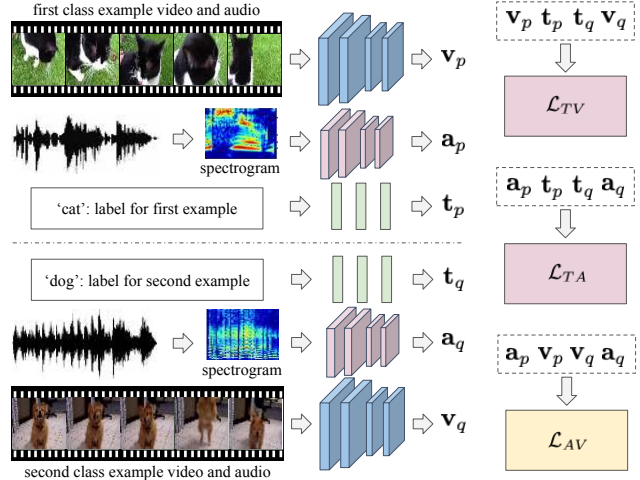 first class example video and audio
v_p
a_p
spectrogram
‘cat’: label for first example
t_p
‘dog’: label for second example
t_q
a_q
spectrogram
v_q
second class example video and audio
v_p t_p t_q v_q
L_TV
a_p t_p t_q a_q
L_TA
a_p v_p v_q a_q
L_AV